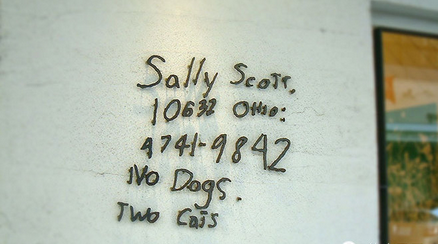 Sally Scott.
10632 Ohio:
4741-9842
No Dogs.
Two Cats